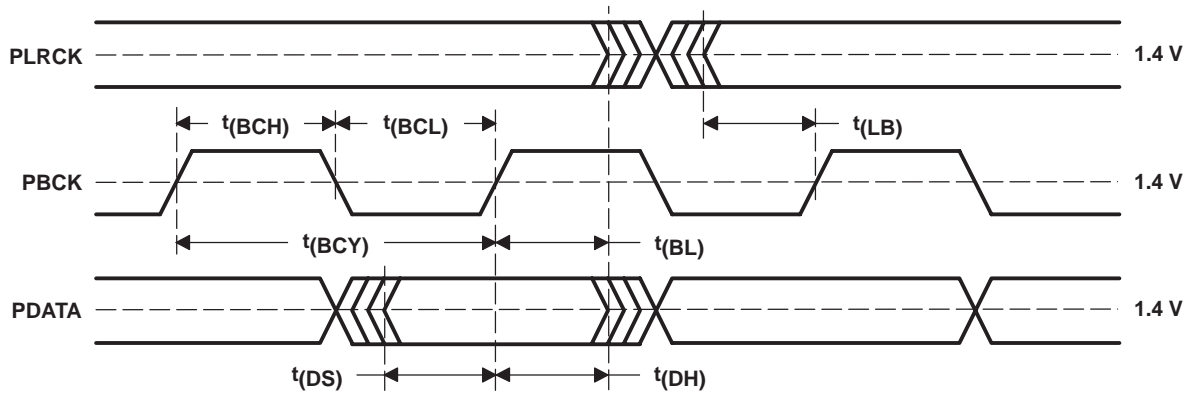 PLRCK
1.4 V
t(BCH)
t(BCL)
t(LB)
PBCK
1.4 V
t(BCY)
t(BL)
PDATA
1.4 V
t(DS)
t(DH)